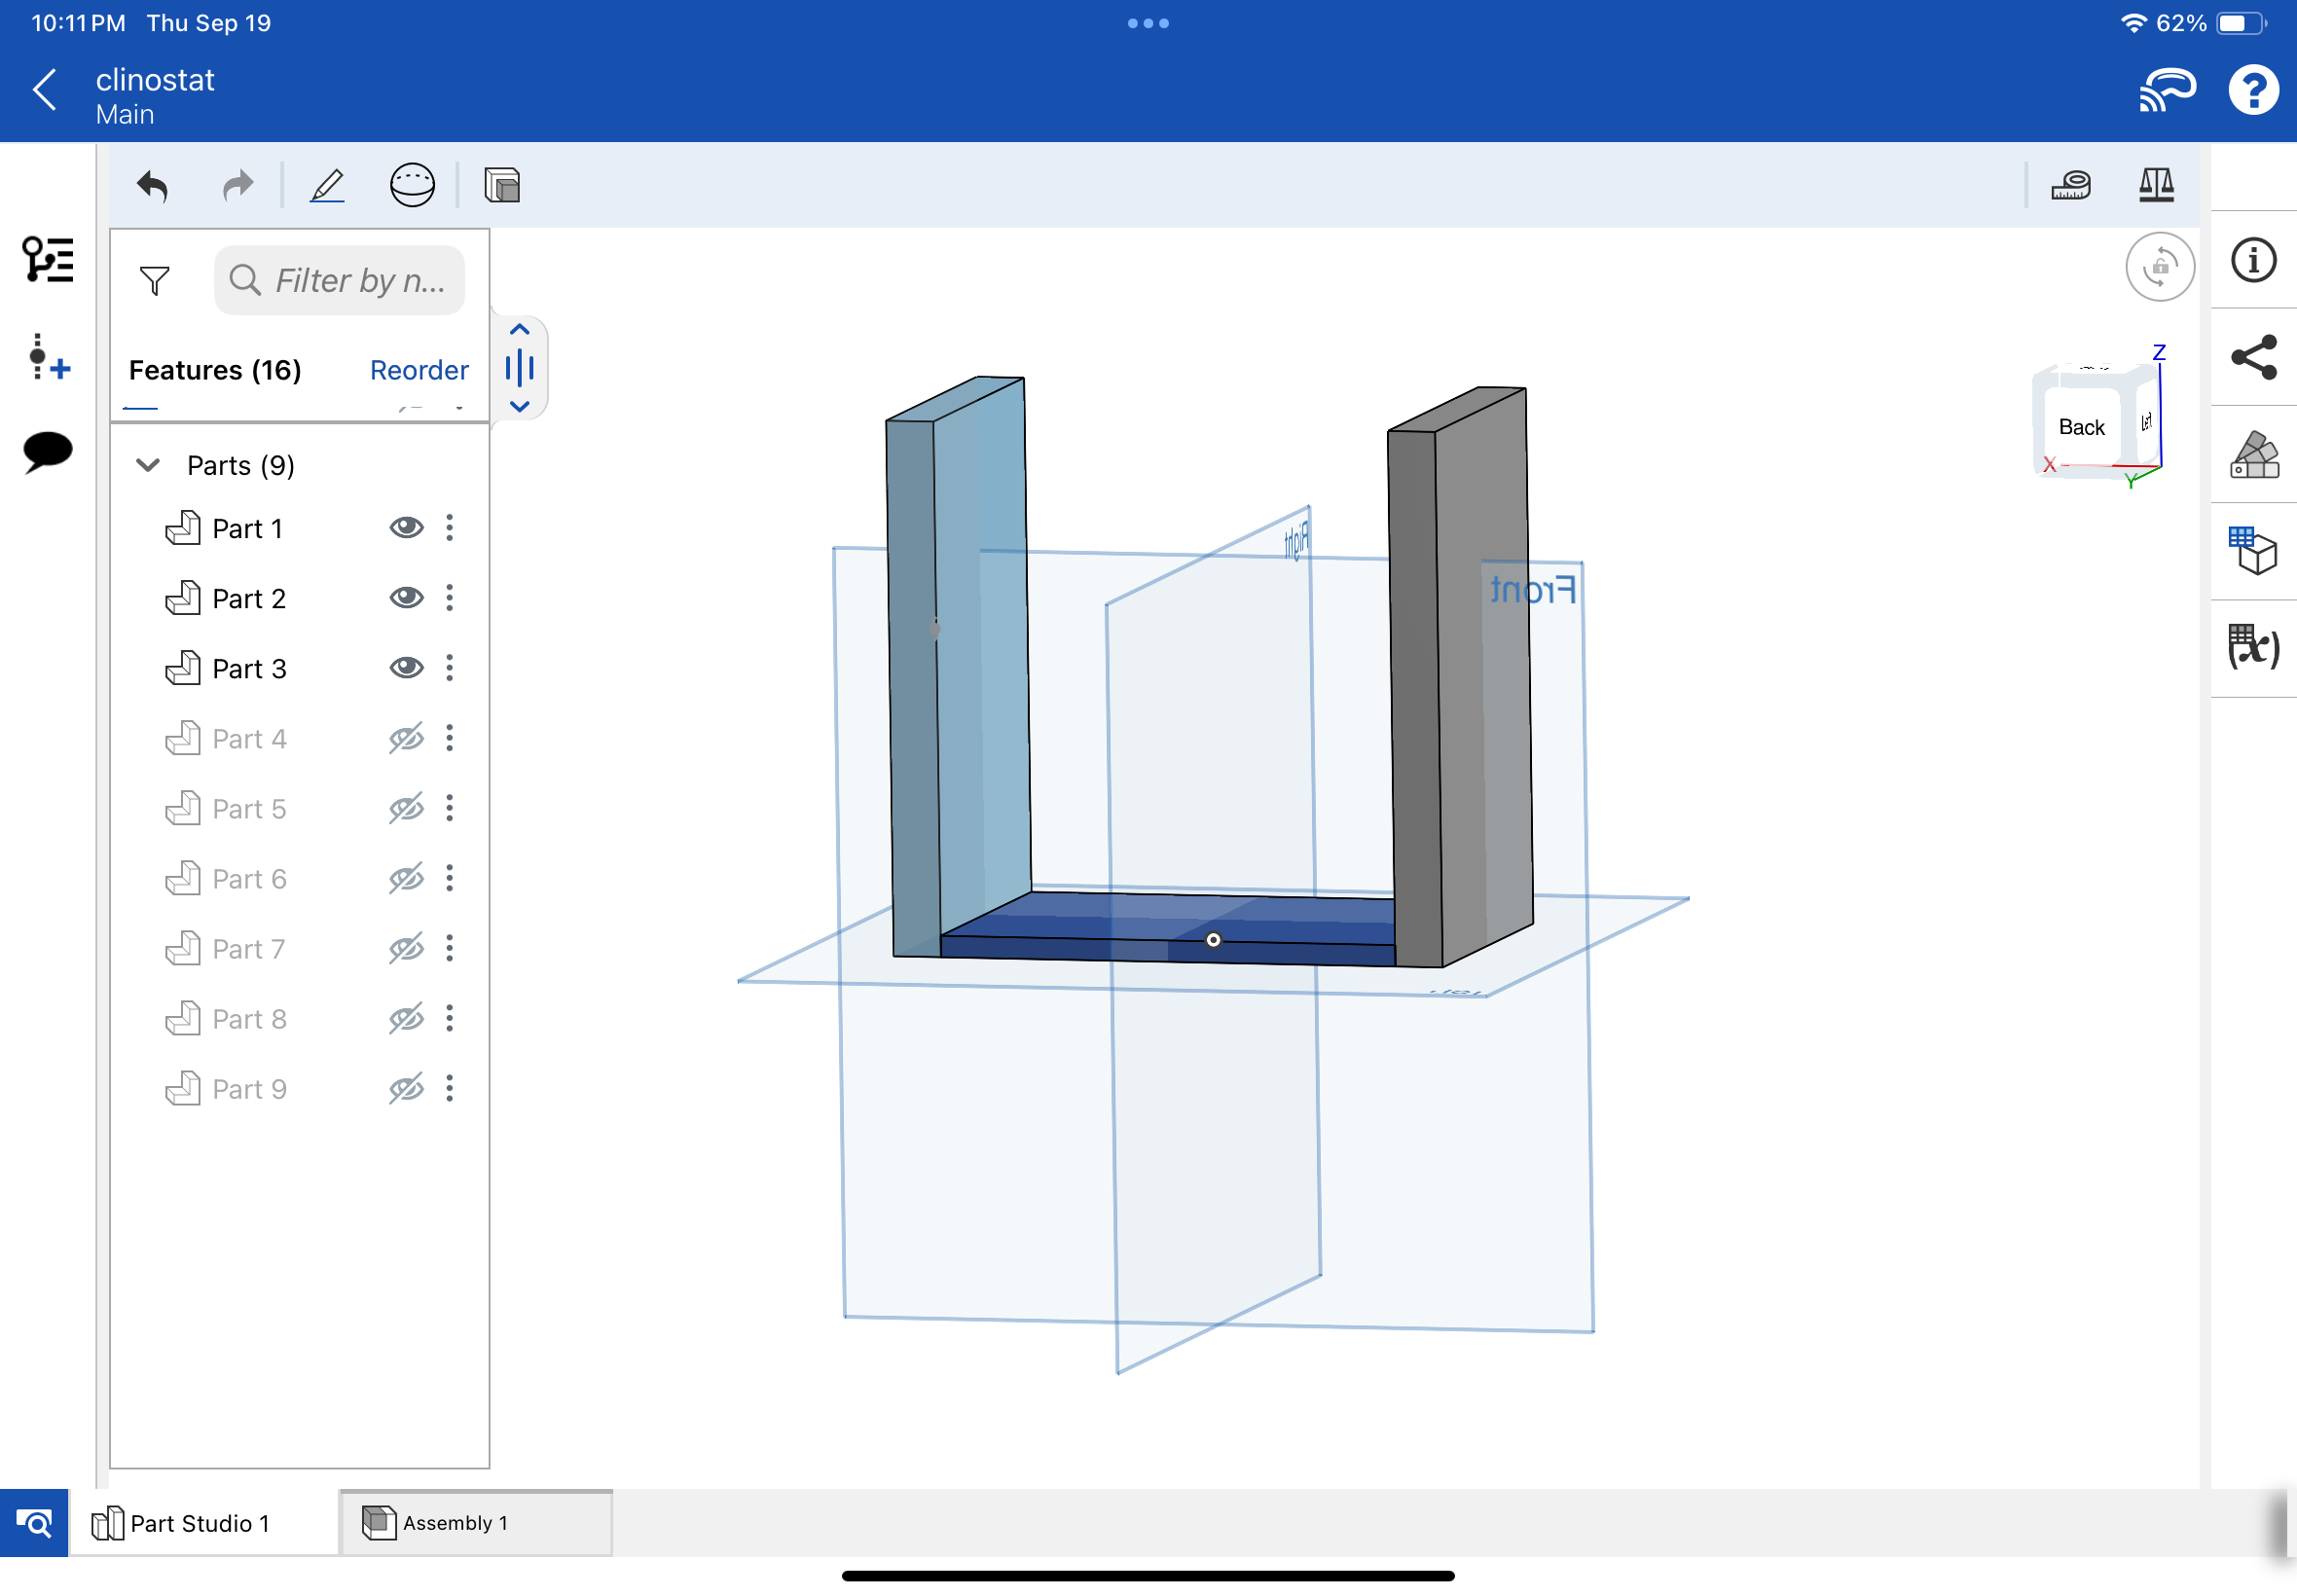 10:11 PM Thu Sep 19
62%
clinostat
Main
?
Filter by n...
Features (16) Reorder
Parts (9)
Part 1
Part 2
Part 3
Part 4
Part 5
Part 6
Part 7
Part 8
Part 9
Right
Front
Z
Back
Left
X
Y
i
(x)
Part Studio 1
Assembly 1